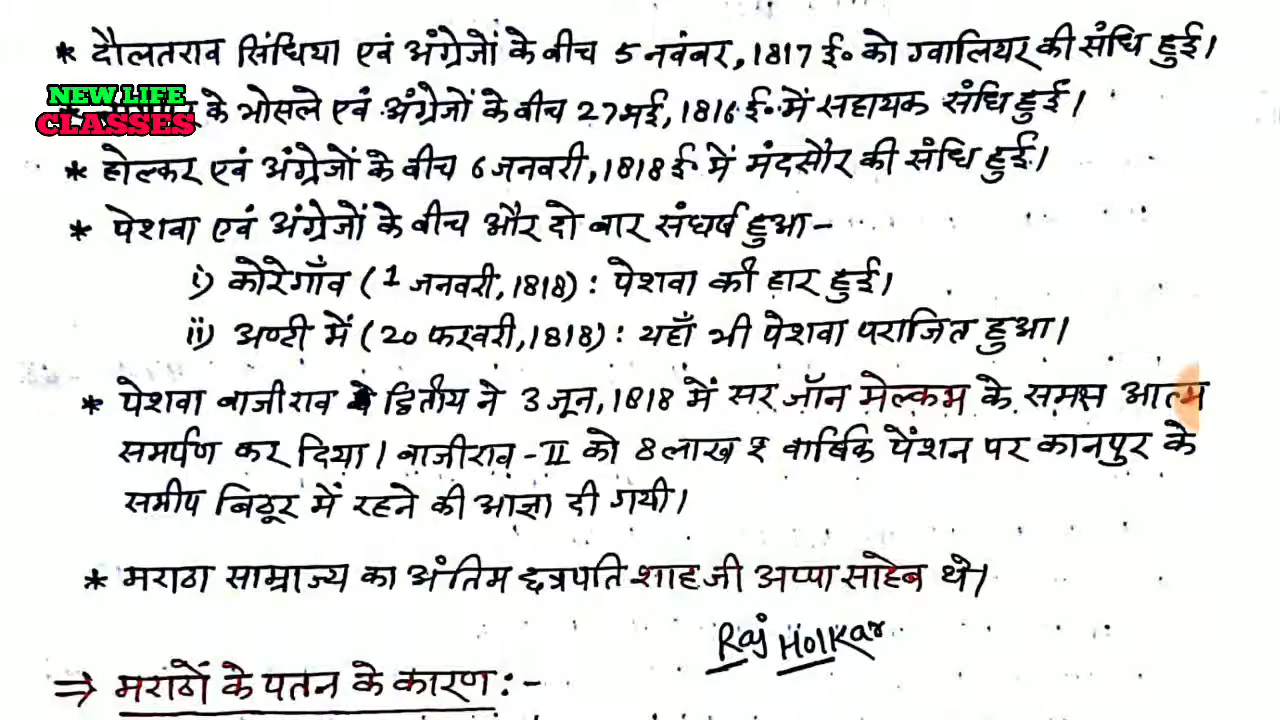 * दौलतराव सिंधिया एवं अंग्रेजों के बीच 5 नवंबर, 1817 ई० को ग्वालियर की संधि हुई।
NEW LIFE
CLASSES
के भोसले एवं अंग्रेजों के बीच 27 मई, 1816 ई० में सहायक संधि हुई।
* होल्कर एवं अंग्रेजों के बीच 6 जनवरी, 1818 ई० में मंदसौर की संधि हुई।
* पेशवा एवं अंग्रेजों के बीच और दो बार संघर्ष हुआ -
i) कोरेगाँव (1 जनवरी, 1818) : पेशवा की हार हुई।
ii) अण्टी में (20 फरवरी, 1818) : यहाँ भी पेशवा पराजित हुआ।
* पेशवा बाजीराव द्वितीय ने 3 जून, 1818 में सर जॉन मेल्कम के समक्ष आत्म
समर्पण कर दिया। बाजीराव - II को 8 लाख ₹ वार्षिक पेंशन पर कानपुर के
समीप बिठूर में रहने की आज्ञा दी गयी।
* मराठा साम्राज्य का अंतिम छत्रपति शाहजी अप्पा साहेब थे।
Raj Holkar
⇒ मराठों के पतन के कारण :-